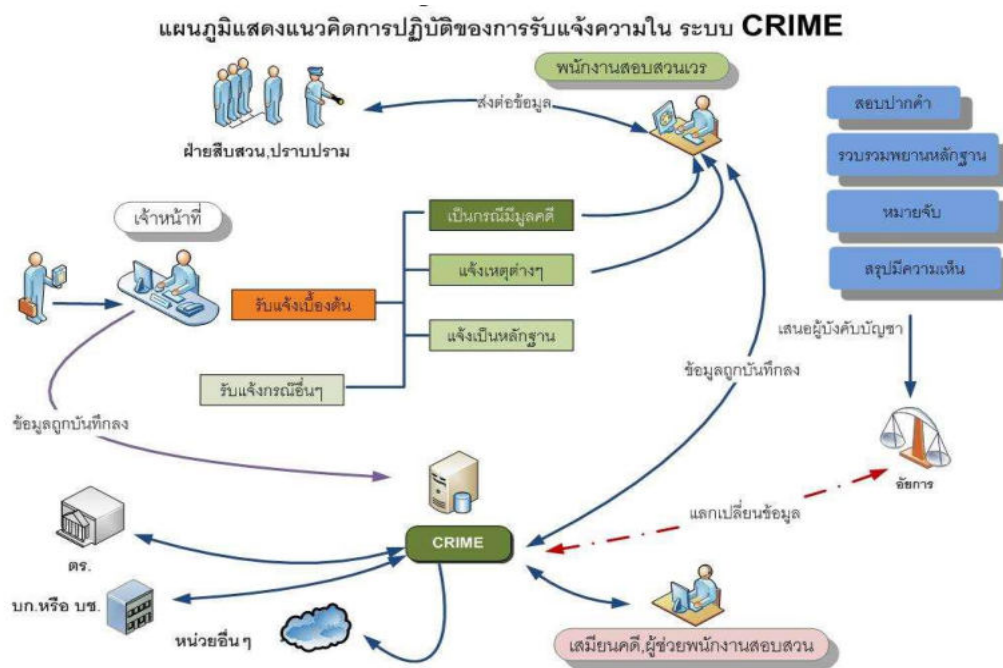 แผนภูมิแสดงแนวคิดการปฏิบัติของการรับแจ้งความใน ระบบ CRIME
พนักงานสอบสวนเวร
ส่งต่อข้อมูล
ฝ่ายสืบสวน,ปราบปราม
สอบปากคำ
รวบรวมพยานหลักฐาน
หมายจับ
สรุปมีความเห็น
เจ้าหน้าที่
เป็นกรณีมีมูลคดี
แจ้งเหตุต่างๆ
รับแจ้งเบื้องต้น
แจ้งเป็นหลักฐาน
รับแจ้งกรณีอื่นๆ
เสนอผู้บังคับบัญชา
ข้อมูลถูกบันทึกลง
ข้อมูลถูกบันทึกลง
อัยการ
แลกเปลี่ยนข้อมูล
CRIME
ตร.
บก.หรือ บช.
หน่วยอื่นๆ
เสมียนคดี,ผู้ช่วยพนักงานสอบสวน